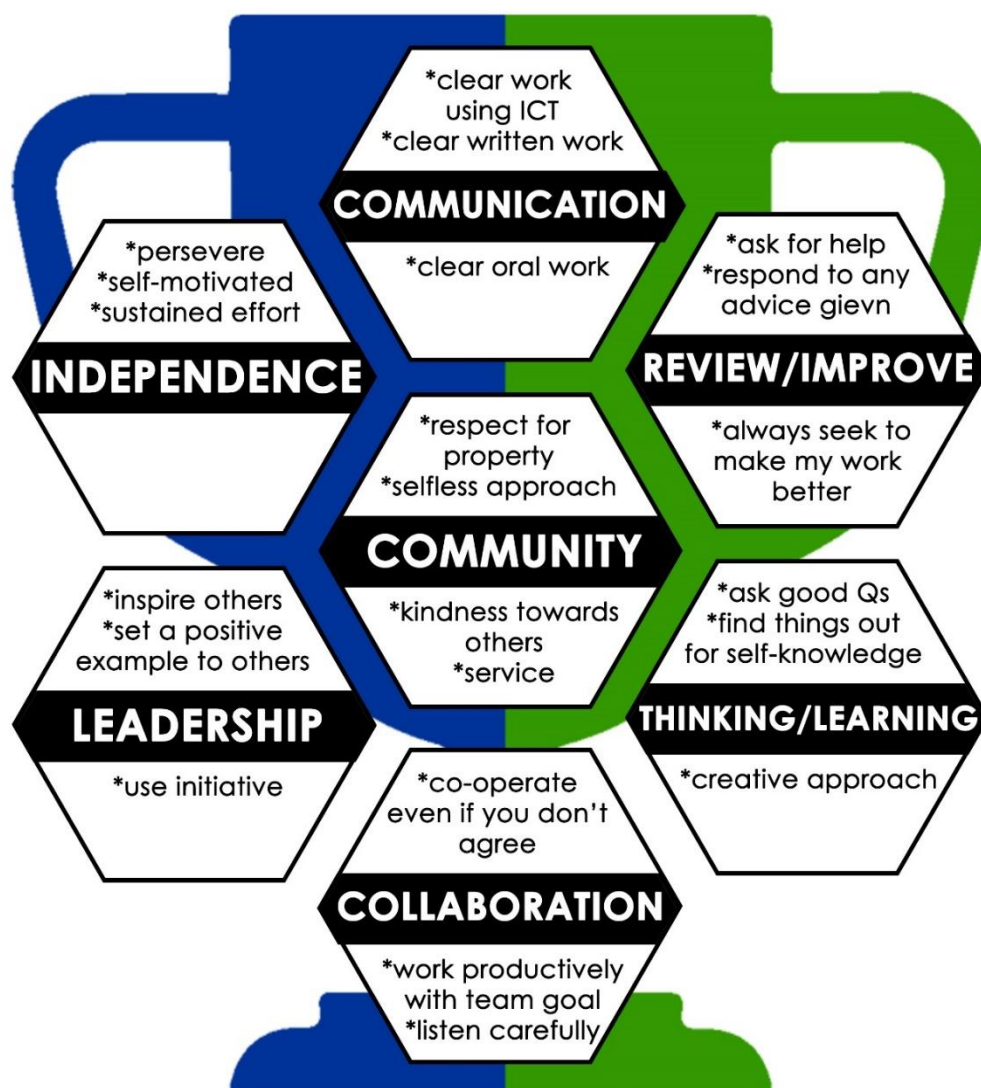 *clear work
using ICT
*clear written work
COMMUNICATION
*clear oral work
*persevere
*self-motivated
*sustained effort
INDEPENDENCE
*ask for help
*respond to any
advice gievn
REVIEW/IMPROVE
*always seek to
make my work
better
*respect for
property
*selfless approach
COMMUNITY
*kindness towards
others
*service
*inspire others
*set a positive
example to others
LEADERSHIP
*use initiative
*ask good Qs
*find things out
for self-knowledge
THINKING/LEARNING
*creative approach
*co-operate
even if you don't
agree
COLLABORATION
*work productively
with team goal
*listen carefully